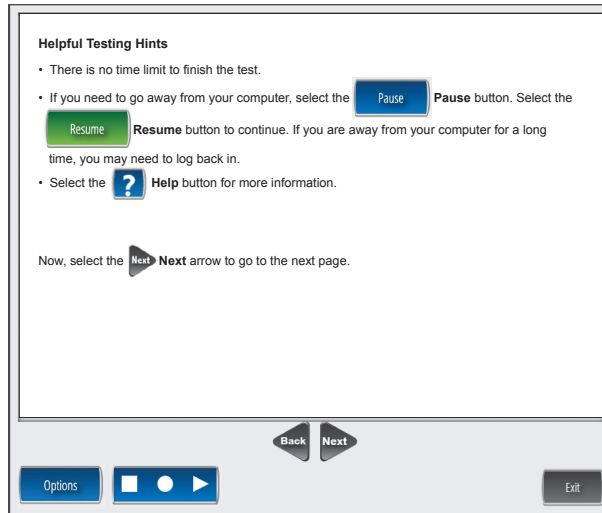 Helpful Testing Hints
• There is no time limit to finish the test.
• If you need to go away from your computer, select the Pause Pause button. Select the
Resume Resume button to continue. If you are away from your computer for a long
time, you may need to log back in.
• Select the ? Help button for more information.
Now, select the Next Next arrow to go to the next page.
Back Next
Options Exit